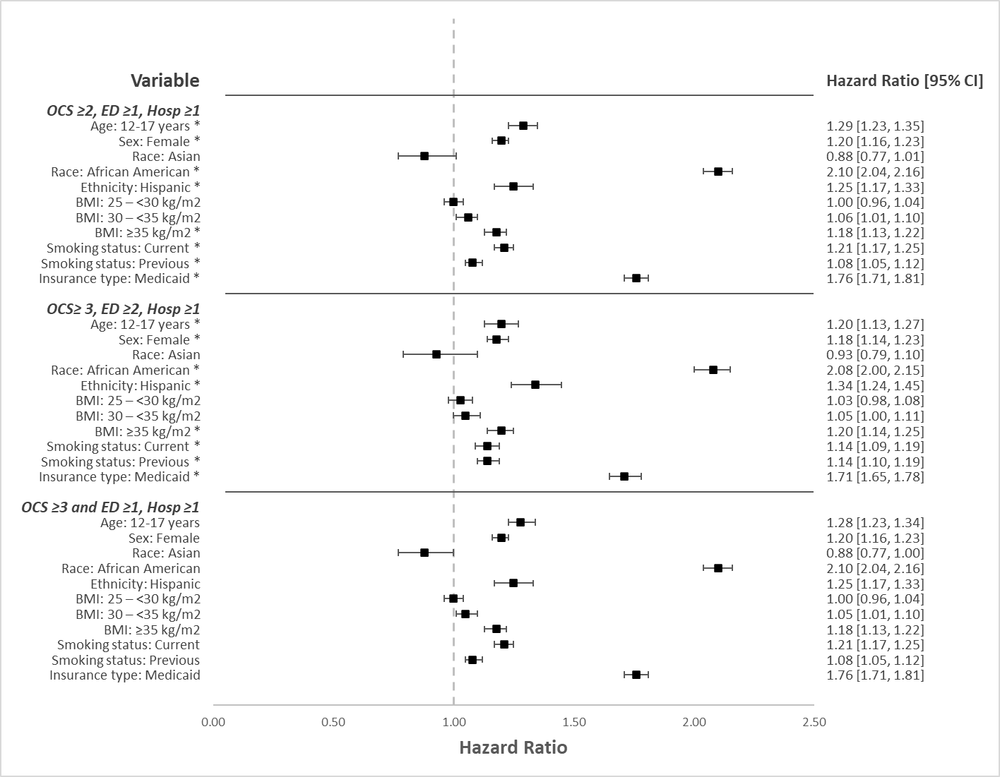 Variable Hazard Ratio [95% CI]
OCS ≥2, ED ≥1, Hosp ≥1
Age: 12-17 years * 1.29 [1.23, 1.35]
Sex: Female * 1.20 [1.16, 1.23]
Race: Asian 0.88 [0.77, 1.01]
Race: African American * 2.10 [2.04, 2.16]
Ethnicity: Hispanic * 1.25 [1.17, 1.33]
BMI: 25 – <30 kg/m2 1.00 [0.96, 1.04]
BMI: 30 – <35 kg/m2 1.06 [1.01, 1.10]
BMI: ≥35 kg/m2 * 1.18 [1.13, 1.22]
Smoking status: Current * 1.21 [1.17, 1.25]
Smoking status: Previous * 1.08 [1.05, 1.12]
Insurance type: Medicaid * 1.76 [1.71, 1.81]
OCS≥ 3, ED ≥2, Hosp ≥1
Age: 12-17 years * 1.20 [1.13, 1.27]
Sex: Female * 1.18 [1.14, 1.23]
Race: Asian 0.93 [0.79, 1.10]
Race: African American * 2.08 [2.00, 2.15]
Ethnicity: Hispanic * 1.34 [1.24, 1.45]
BMI: 25 – <30 kg/m2 1.03 [0.98, 1.08]
BMI: 30 – <35 kg/m2 1.05 [1.00, 1.11]
BMI: ≥35 kg/m2 * 1.20 [1.14, 1.25]
Smoking status: Current * 1.14 [1.09, 1.19]
Smoking status: Previous * 1.14 [1.10, 1.19]
Insurance type: Medicaid * 1.71 [1.65, 1.78]
OCS ≥3 and ED ≥1, Hosp ≥1
Age: 12-17 years 1.28 [1.23, 1.34]
Sex: Female 1.20 [1.16, 1.23]
Race: Asian 0.88 [0.77, 1.00]
Race: African American 2.10 [2.04, 2.16]
Ethnicity: Hispanic 1.25 [1.17, 1.33]
BMI: 25 – <30 kg/m2 1.00 [0.96, 1.04]
BMI: 30 – <35 kg/m2 1.05 [1.01, 1.10]
BMI: ≥35 kg/m2 1.18 [1.13, 1.22]
Smoking status: Current 1.21 [1.17, 1.25]
Smoking status: Previous 1.08 [1.05, 1.12]
Insurance type: Medicaid 1.76 [1.71, 1.81]
0.00 0.50 1.00 1.50 2.00 2.50
Hazard Ratio